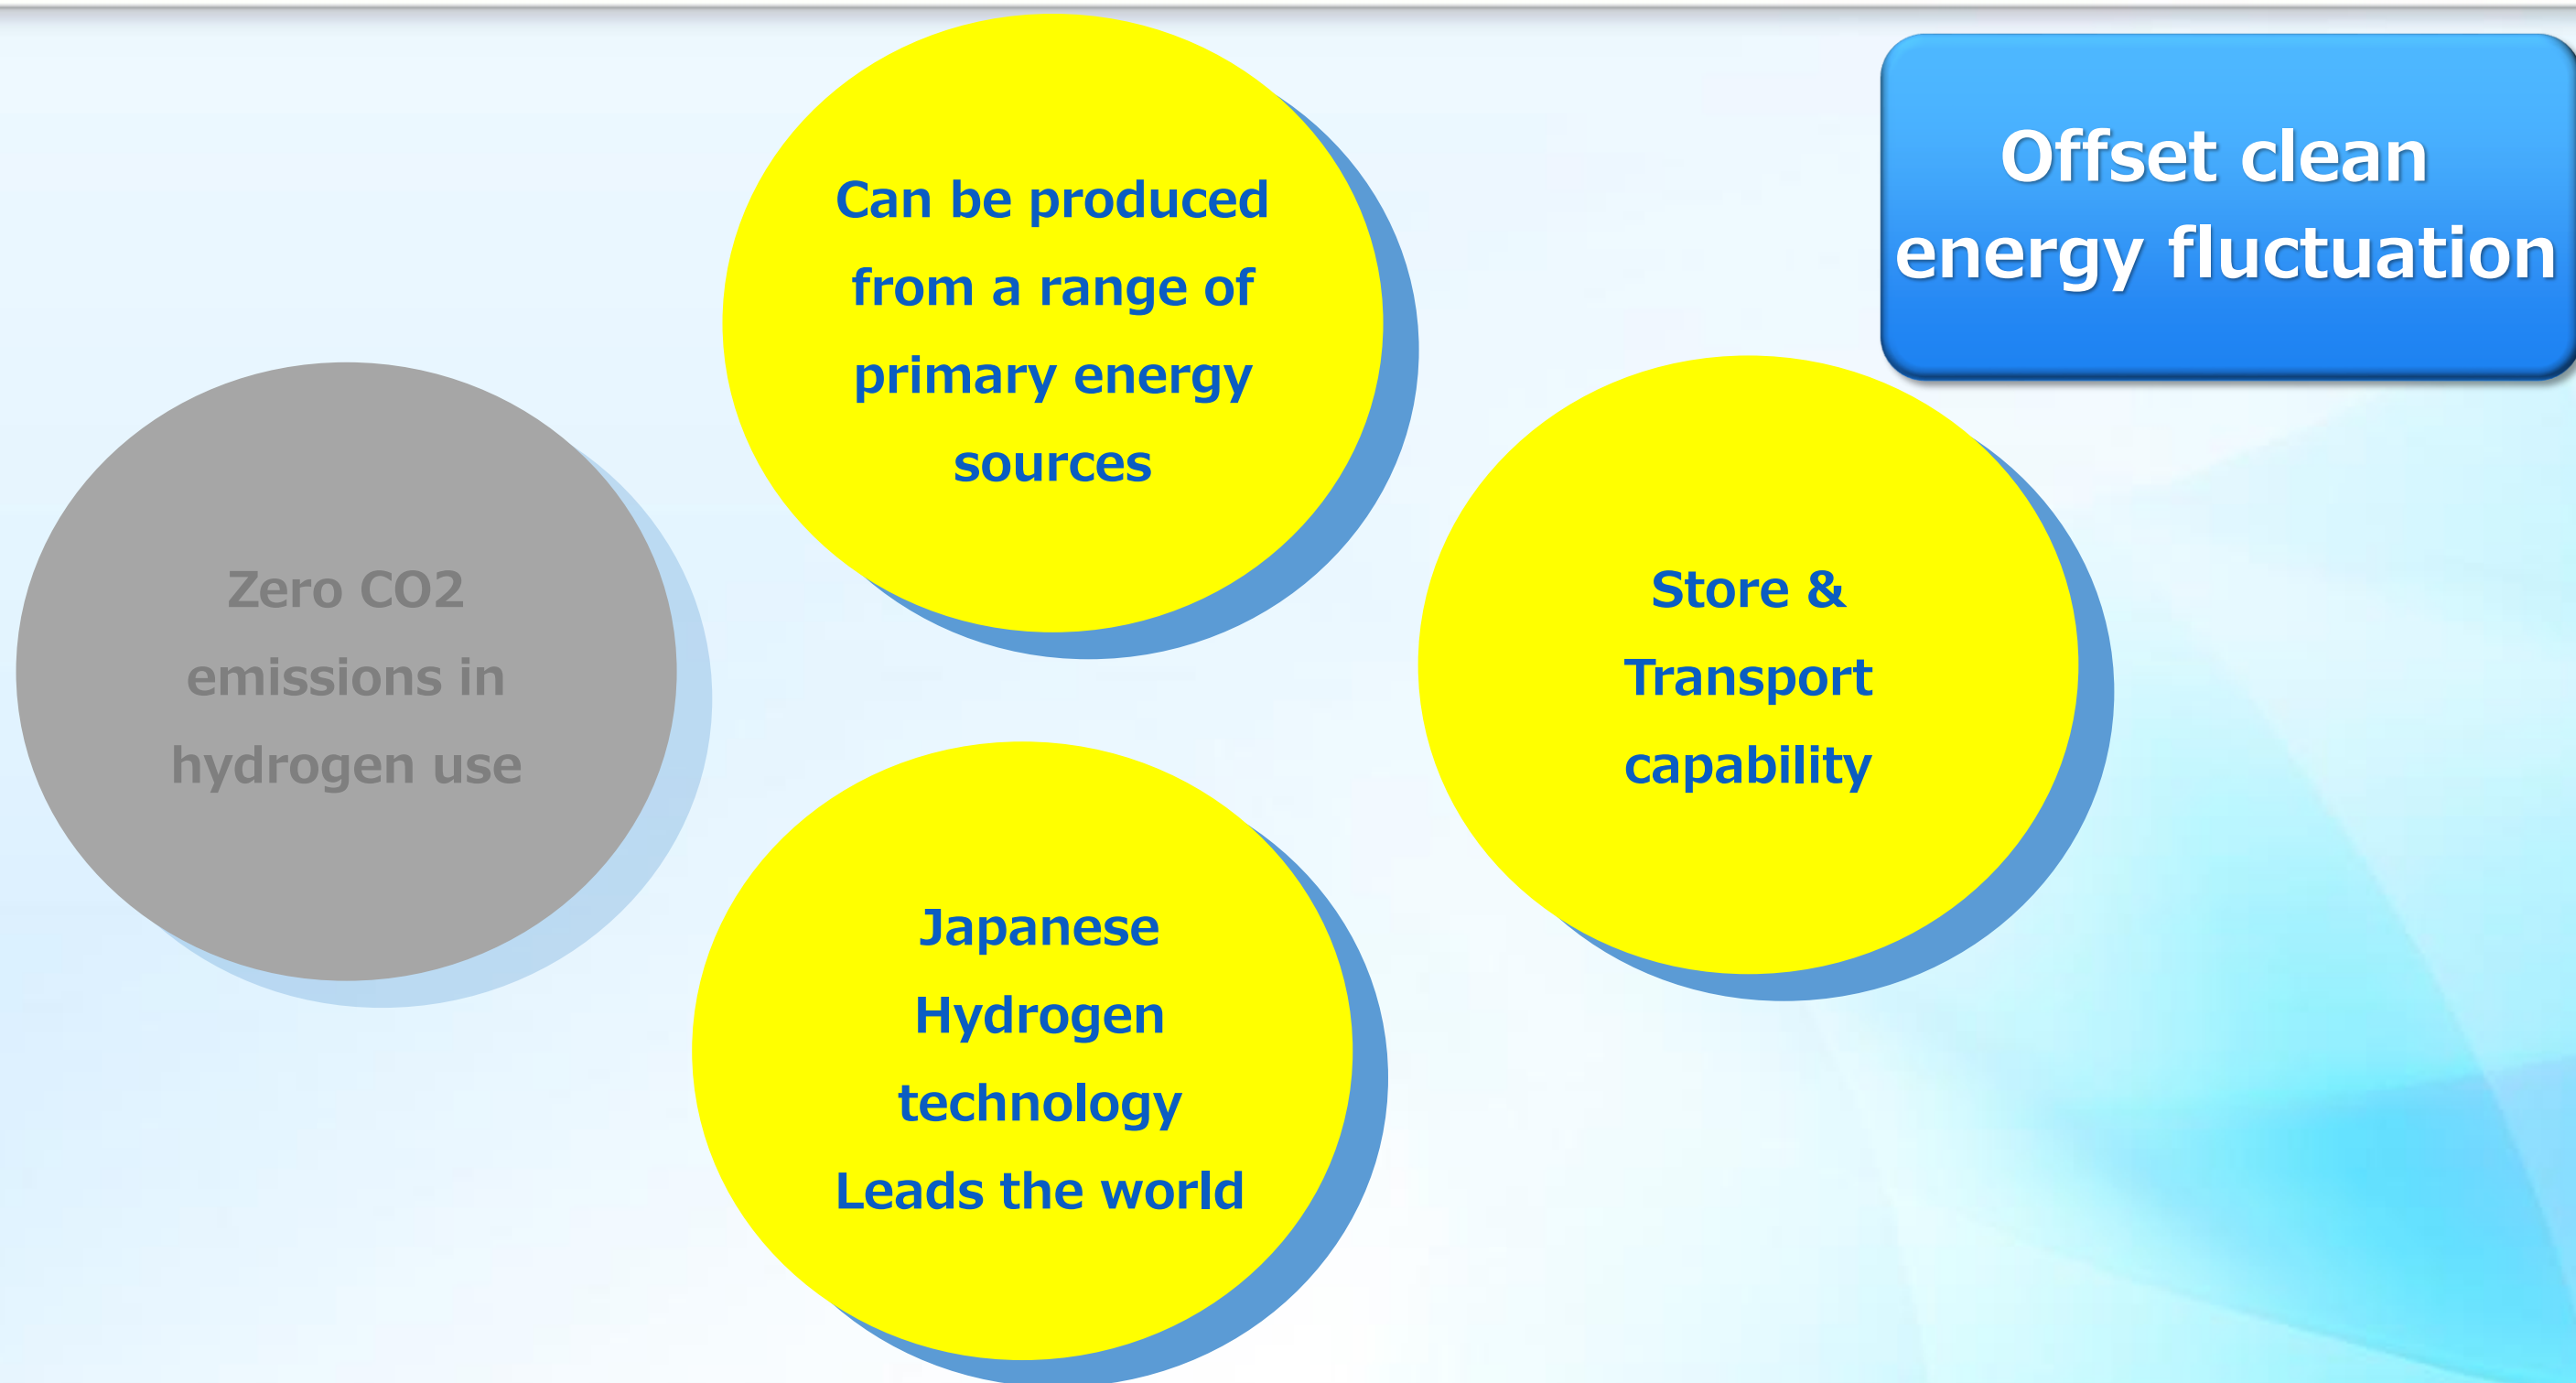 Can be produced
from a range of
primary energy
sources
Offset clean
energy fluctuation
Zero CO2
emissions in
hydrogen use
Store &
Transport
capability
Japanese
Hydrogen
technology
Leads the world